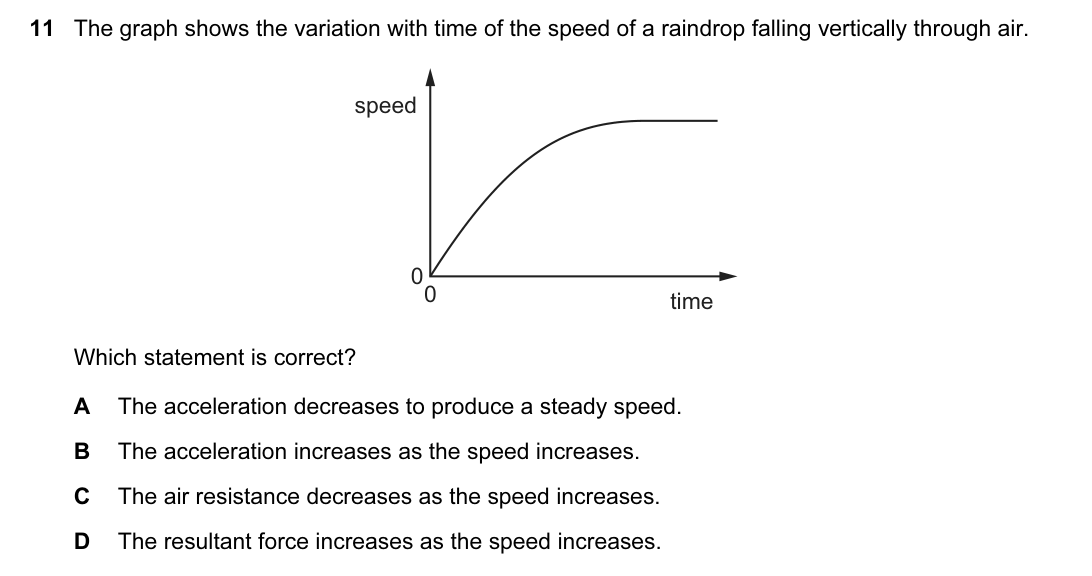 11 The graph shows the variation with time of the speed of a raindrop falling vertically through air.
speed
0
0
time
Which statement is correct?
A The acceleration decreases to produce a steady speed.
B The acceleration increases as the speed increases.
C The air resistance decreases as the speed increases.
D The resultant force increases as the speed increases.